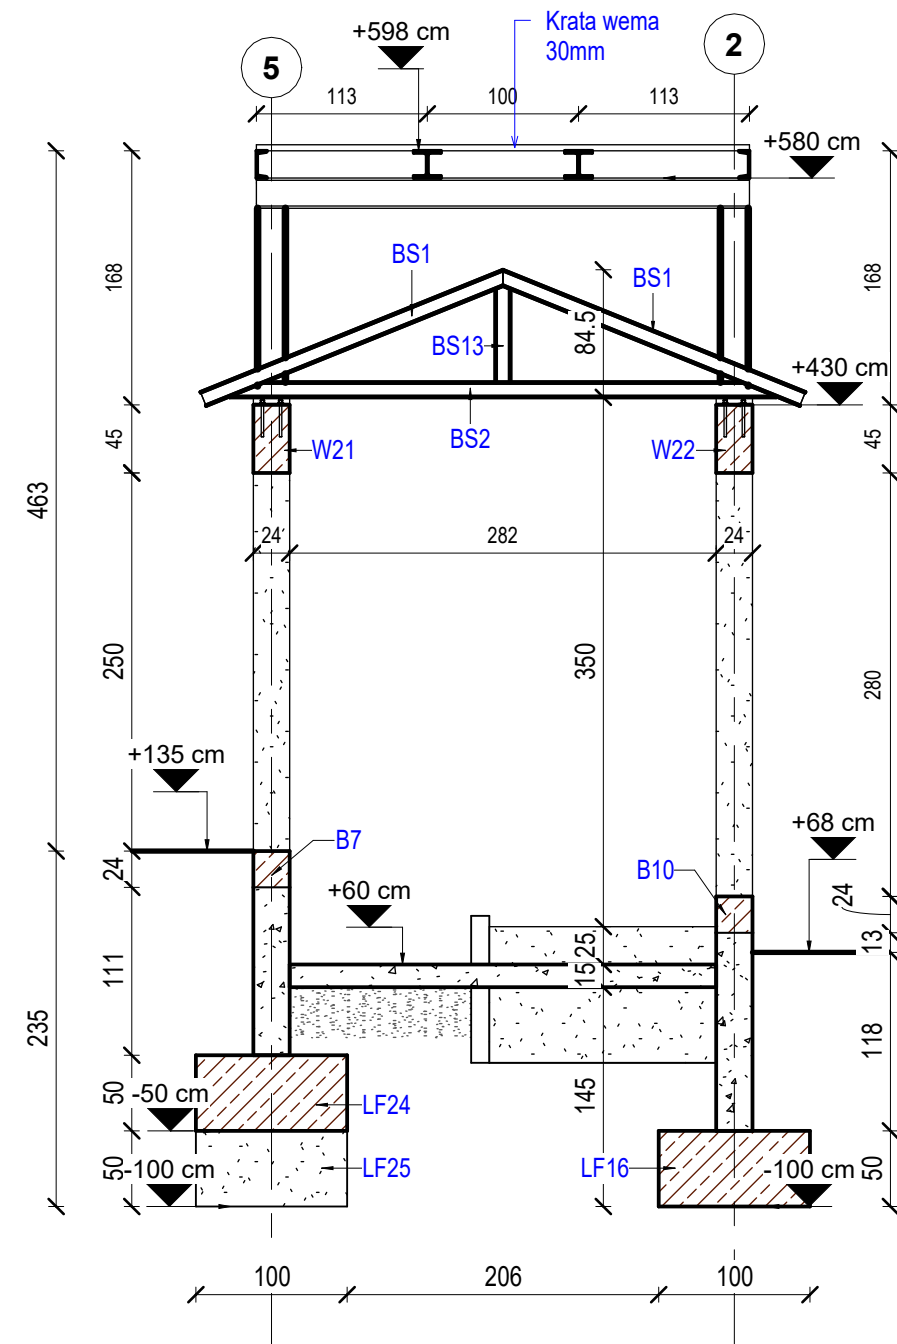 Krata wema
30mm
+598 cm
5
2
113
100
113
+580 cm
168
BS1
BS1
168
84.5
BS13
+430 cm
BS2
45
W21
W22
45
463
24
282
24
250
350
280
+135 cm
+68 cm
B7
24
B10
24
+60 cm
25
13
15
111
235
118
145
50
-50 cm
LF24
50
-100 cm
LF25
LF16
-100 cm
50
100
206
100